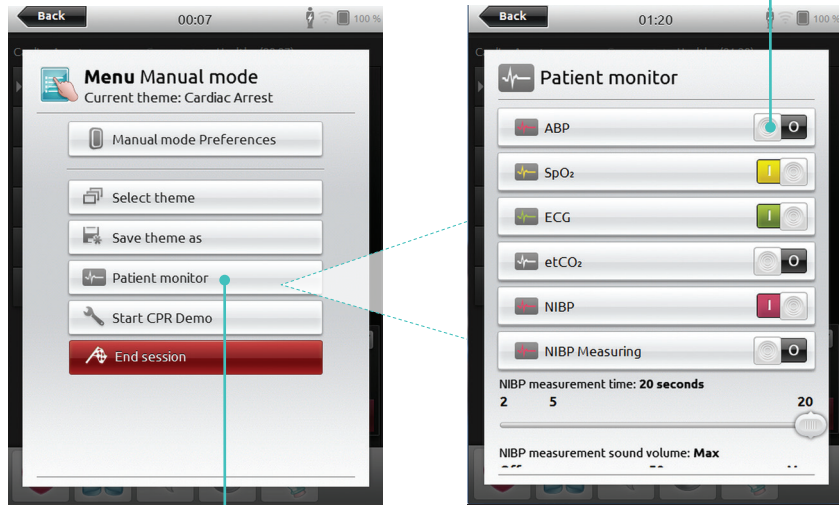 Back
00:07
100 %
Menu Manual mode
Current theme: Cardiac Arrest
Manual mode Preferences
Select theme
Save theme as
Patient monitor
Start CPR Demo
End session
Back
01:20
100 %
Patient monitor
ABP
O
SpO₂
I
ECG
I
etCO₂
O
NIBP
I
NIBP Measuring
O
NIBP measurement time: 20 seconds
2 5 20
NIBP measurement sound volume: Max